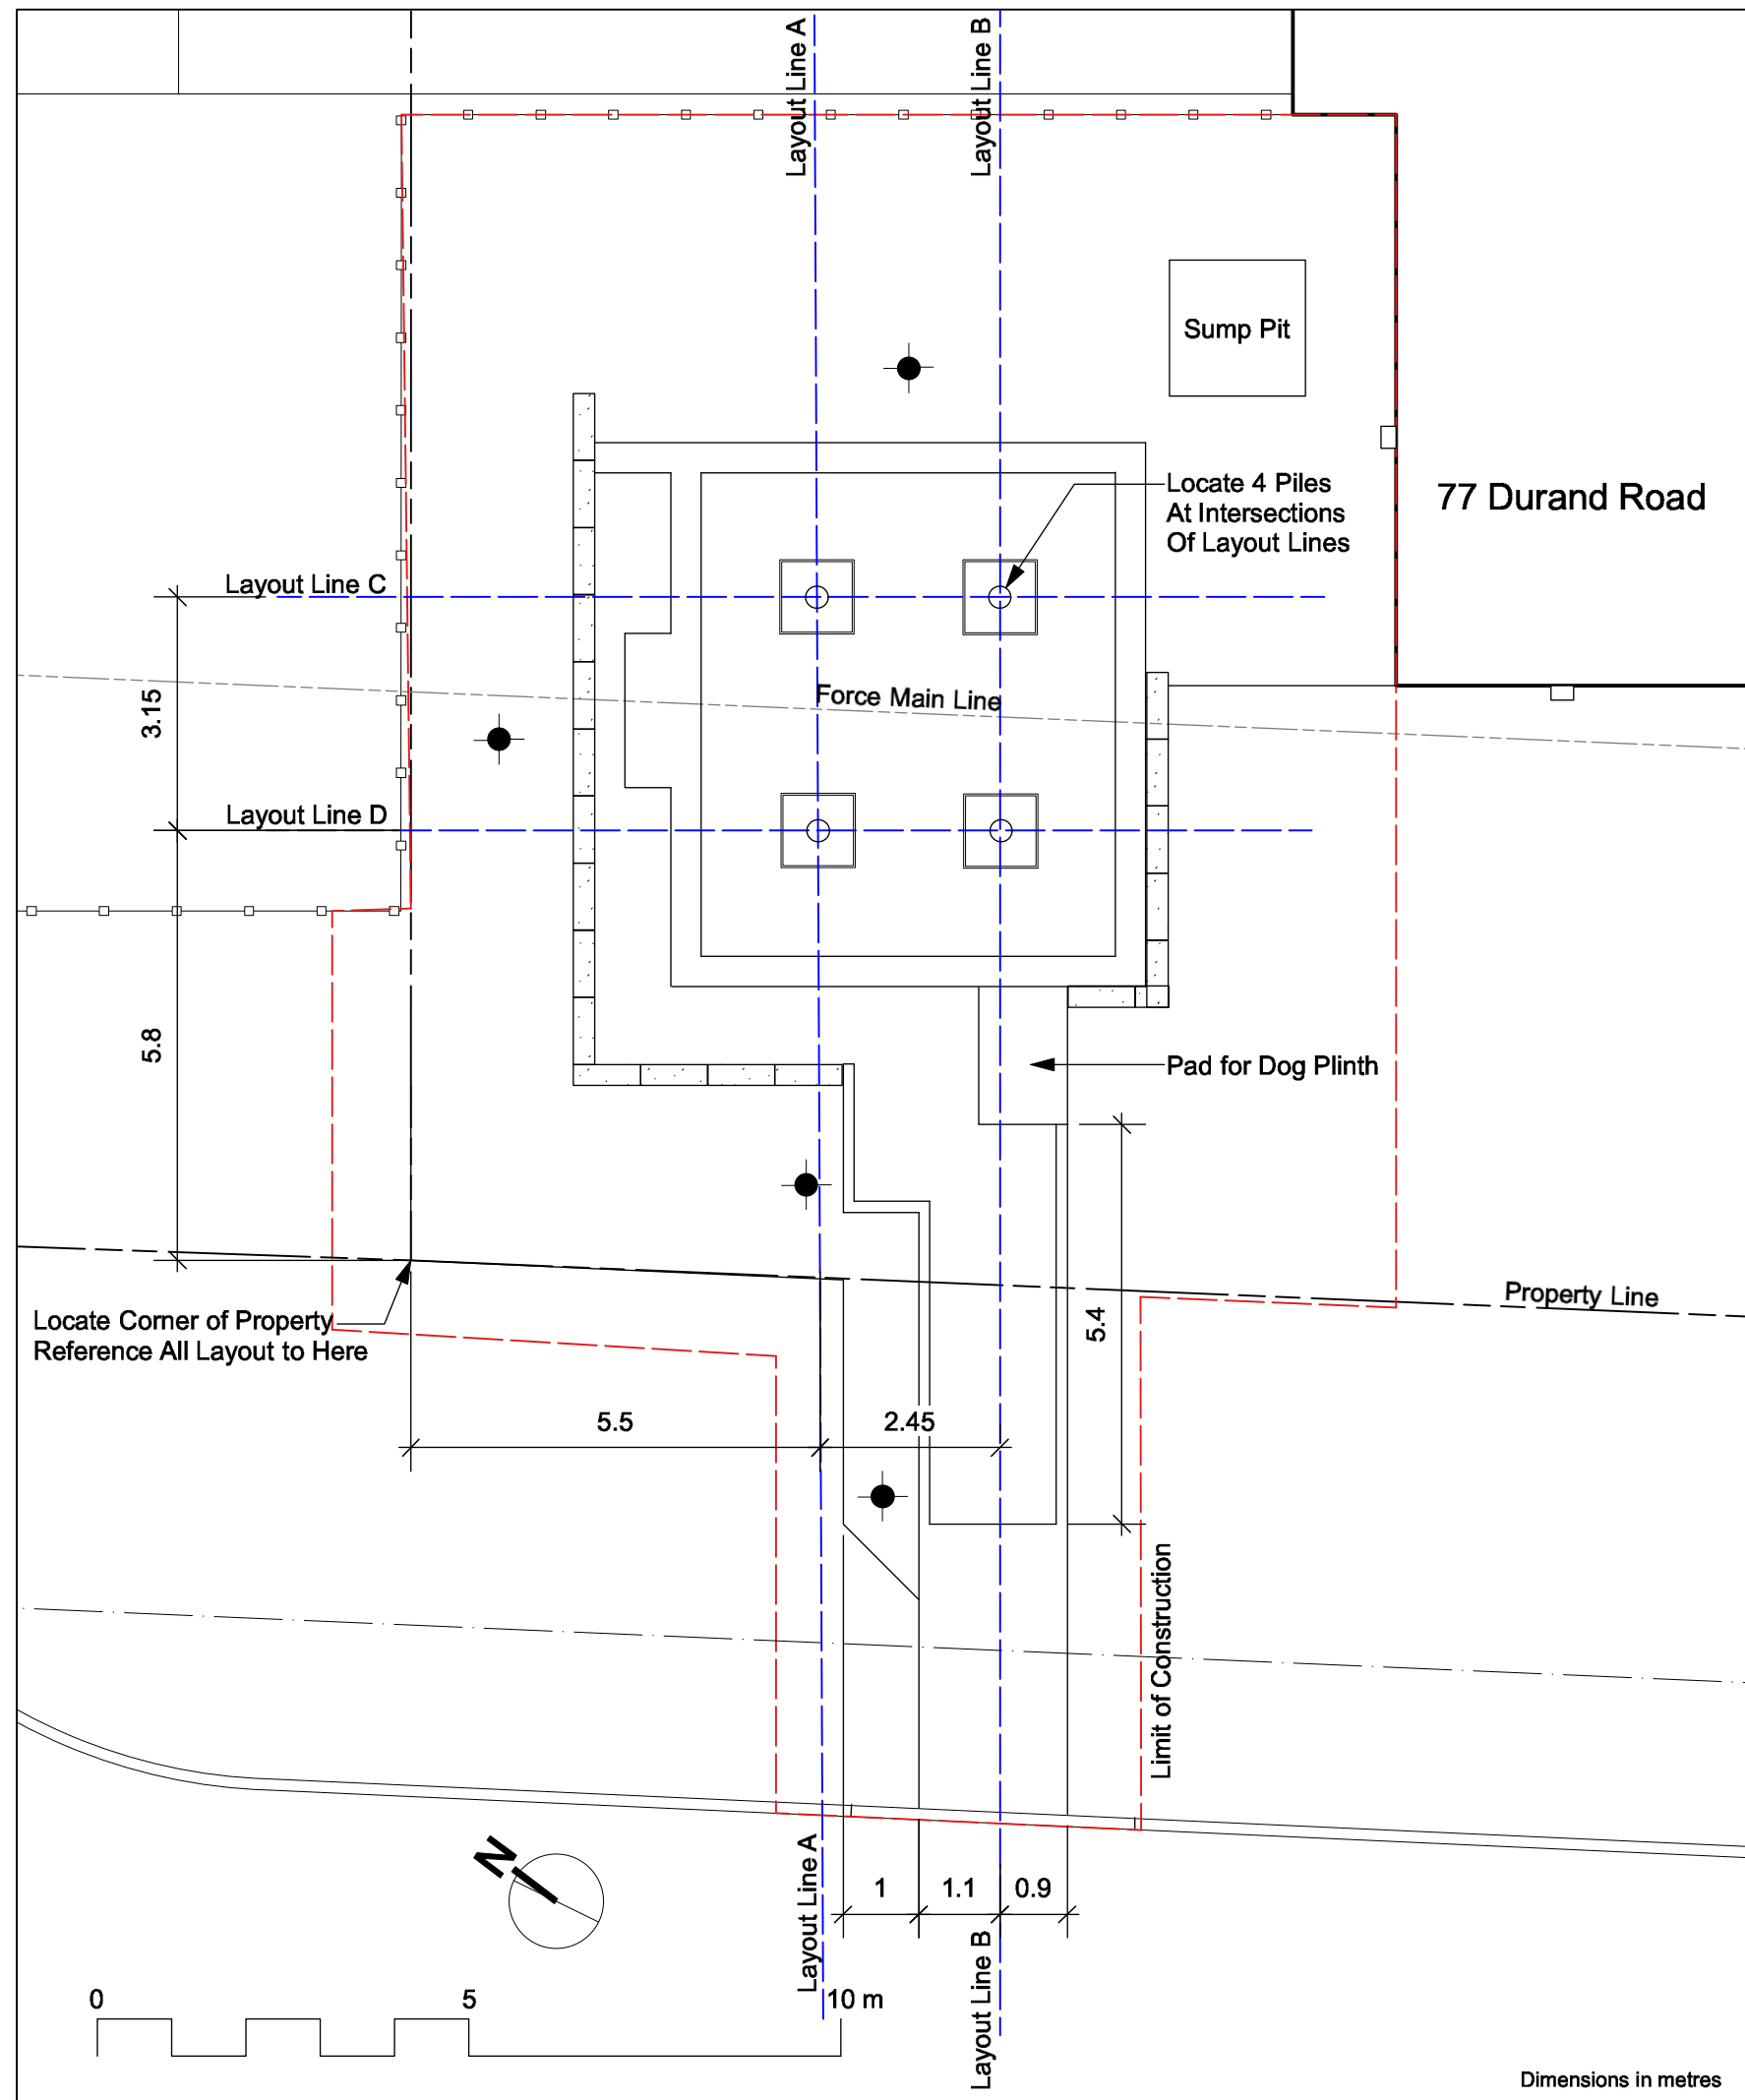 Layout Line A
Layout Line B
Sump Pit
77 Durand Road
Locate 4 Piles
At Intersections
Of Layout Lines
Layout Line C
3.15
Force Main Line
Layout Line D
5.8
Pad for Dog Plinth
5.4
Property Line
Locate Corner of Property
Reference All Layout to Here
5.5
2.45
Limit of Construction
N
Layout Line A
1
1.1
0.9
Layout Line B
0
5
10 m
Dimensions in metres